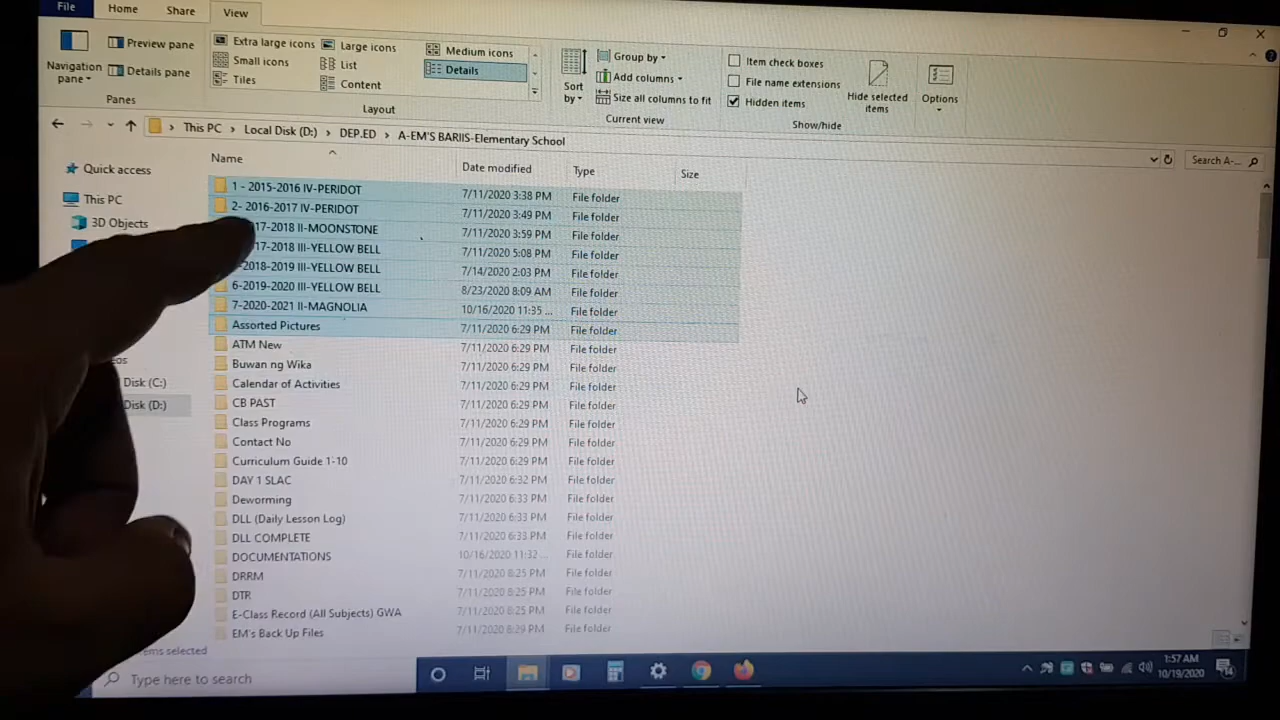 File Home Share View
Preview pane
Navigation pane
Details pane
Panes
Extra large icons Large icons Medium icons
Small icons List Details
Tiles Content
Layout
Sort by
Group by
Add columns
Size all columns to fit
Current view
Item check boxes
File name extensions
Hidden items
Hide selected items
Options
Show/hide
This PC > Local Disk (D:) > DEP.ED > A-EM'S BARIIS-Elementary School
Search A-...
Quick access
This PC
3D Objects
Disk (C:)
Disk (D:)
Name Date modified Type Size
1 - 2015-2016 IV-PERIDOT 7/11/2020 3:38 PM File folder
2- 2016-2017 IV-PERIDOT 7/11/2020 3:49 PM File folder
17-2018 II-MOONSTONE 7/11/2020 3:59 PM File folder
17-2018 III-YELLOW BELL 7/11/2020 5:08 PM File folder
-2018-2019 III-YELLOW BELL 7/14/2020 2:03 PM File folder
6-2019-2020 III-YELLOW BELL 8/23/2020 8:09 AM File folder
7-2020-2021 II-MAGNOLIA 10/16/2020 11:35 ... File folder
Assorted Pictures 7/11/2020 6:29 PM File folder
ATM New 7/11/2020 6:29 PM File folder
Buwan ng Wika 7/11/2020 6:29 PM File folder
Calendar of Activities 7/11/2020 6:29 PM File folder
CB PAST 7/11/2020 6:29 PM File folder
Class Programs 7/11/2020 6:29 PM File folder
Contact No 7/11/2020 6:29 PM File folder
Curriculum Guide 1-10 7/11/2020 6:29 PM File folder
DAY 1 SLAC 7/11/2020 6:32 PM File folder
Deworming 7/11/2020 6:33 PM File folder
DLL (Daily Lesson Log) 7/11/2020 6:33 PM File folder
DLL COMPLETE 7/11/2020 6:33 PM File folder
DOCUMENTATIONS 10/16/2020 11:32 ... File folder
DRRM 7/11/2020 8:25 PM File folder
DTR 7/11/2020 8:25 PM File folder
E-Class Record (All Subjects) GWA 7/11/2020 8:25 PM File folder
EM's Back Up Files 7/11/2020 8:29 PM File folder
selected
Type here to search
1:57 AM
10/19/2020
14